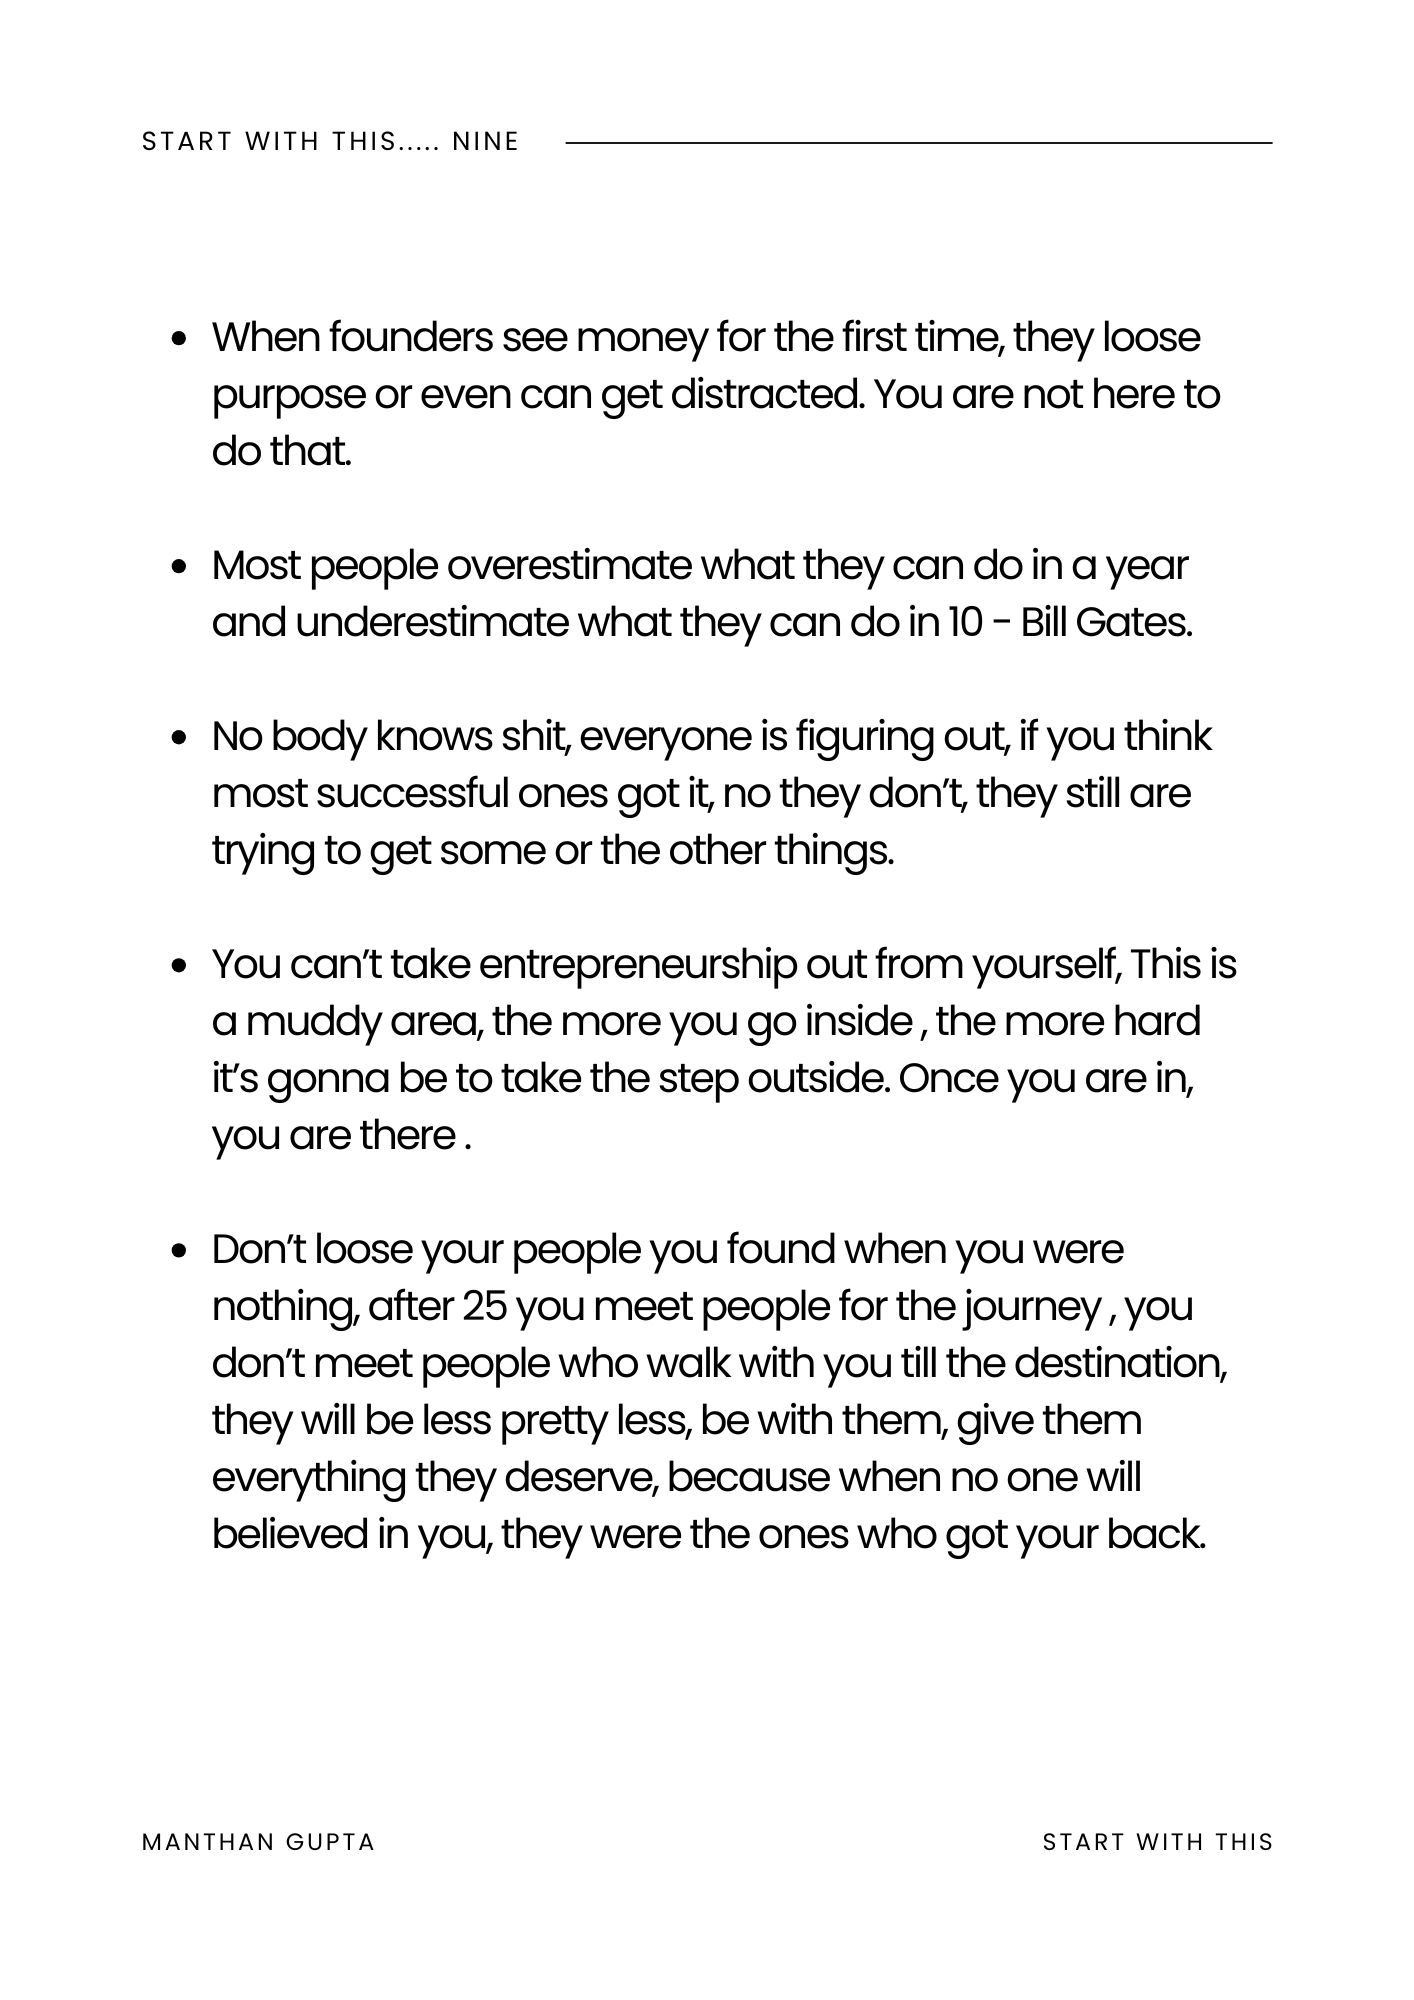 START WITH THIS..... NINE
• When founders see money for the first time, they loose
purpose or even can get distracted. You are not here to
do that.
• Most people overestimate what they can do in a year
and underestimate what they can do in 10 - Bill Gates.
• No body knows shit, everyone is figuring out, if you think
most successful ones got it, no they don’t, they still are
trying to get some or the other things.
• You can’t take entrepreneurship out from yourself, This is
a muddy area, the more you go inside , the more hard
it’s gonna be to take the step outside. Once you are in,
you are there .
• Don’t loose your people you found when you were
nothing, after 25 you meet people for the journey , you
don’t meet people who walk with you till the destination,
they will be less pretty less, be with them, give them
everything they deserve, because when no one will
believed in you, they were the ones who got your back.
MANTHAN GUPTA
START WITH THIS